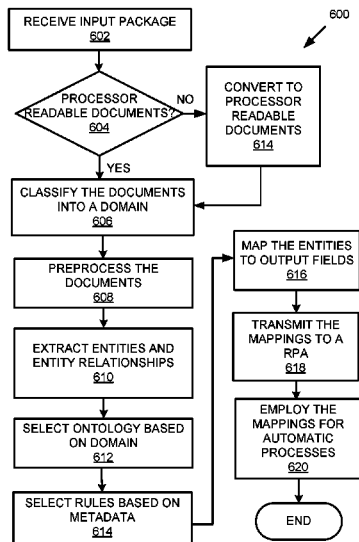 600
RECEIVE INPUT PACKAGE
602
PROCESSOR
READABLE DOCUMENTS?
604
NO
CONVERT TO
PROCESSOR
READABLE
DOCUMENTS
614
YES
CLASSIFY THE DOCUMENTS
INTO A DOMAIN
606
PREPROCESS THE
DOCUMENTS
608
EXTRACT ENTITIES AND
ENTITY RELATIONSHIPS
610
SELECT ONTOLOGY BASED
ON DOMAIN
612
SELECT RULES BASED ON
METADATA
614
MAP THE ENTITIES
TO OUTPUT FIELDS
616
TRANSMIT THE
MAPPINGS TO A
RPA
618
EMPLOY THE
MAPPINGS FOR
AUTOMATIC
PROCESSES
620
END